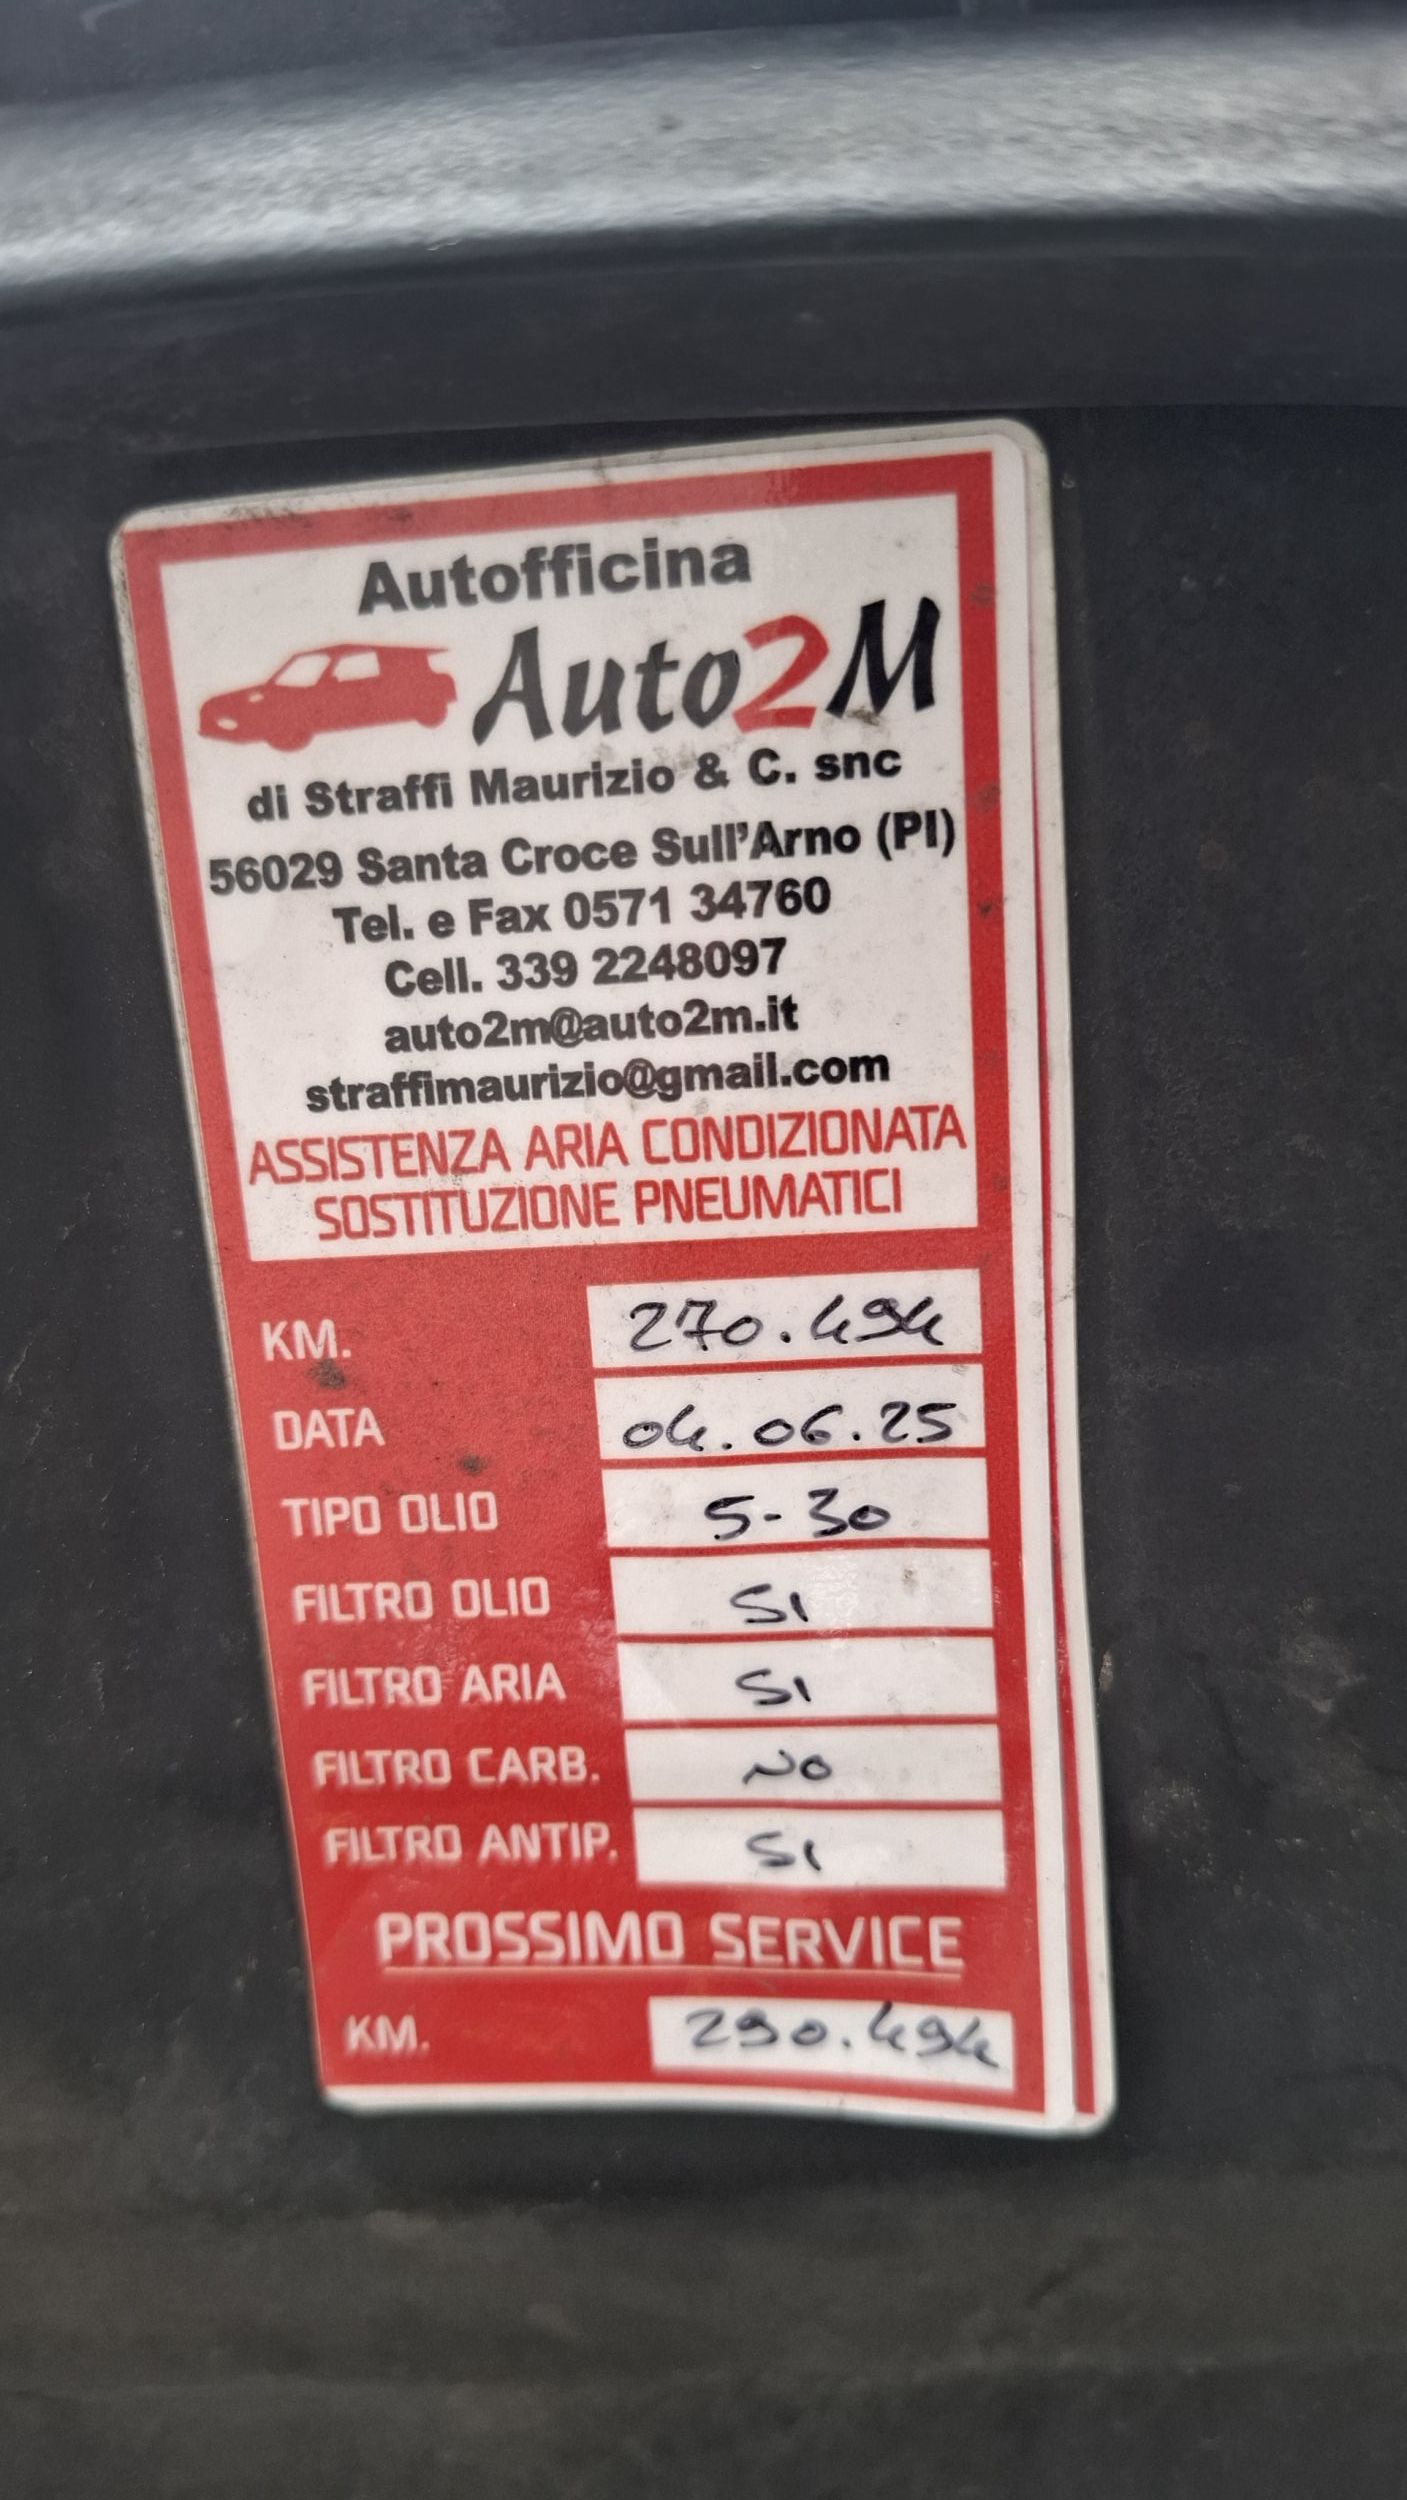 Autofficina
Auto2M
di Straffi Maurizio & C. snc
56029 Santa Croce Sull'Arno (PI)
Tel. e Fax 0571 34760
Cell. 339 2248097
auto2m@auto2m.it
straffimaurizio@gmail.com
ASSISTENZA ARIA CONDIZIONATA
SOSTITUZIONE PNEUMATICI
KM. 270.494
DATA 04.06.25
TIPO OLIO 5-30
FILTRO OLIO SI
FILTRO ARIA SI
FILTRO CARB. NO
FILTRO ANTIP. SI
PROSSIMO SERVICE
KM. 290.494